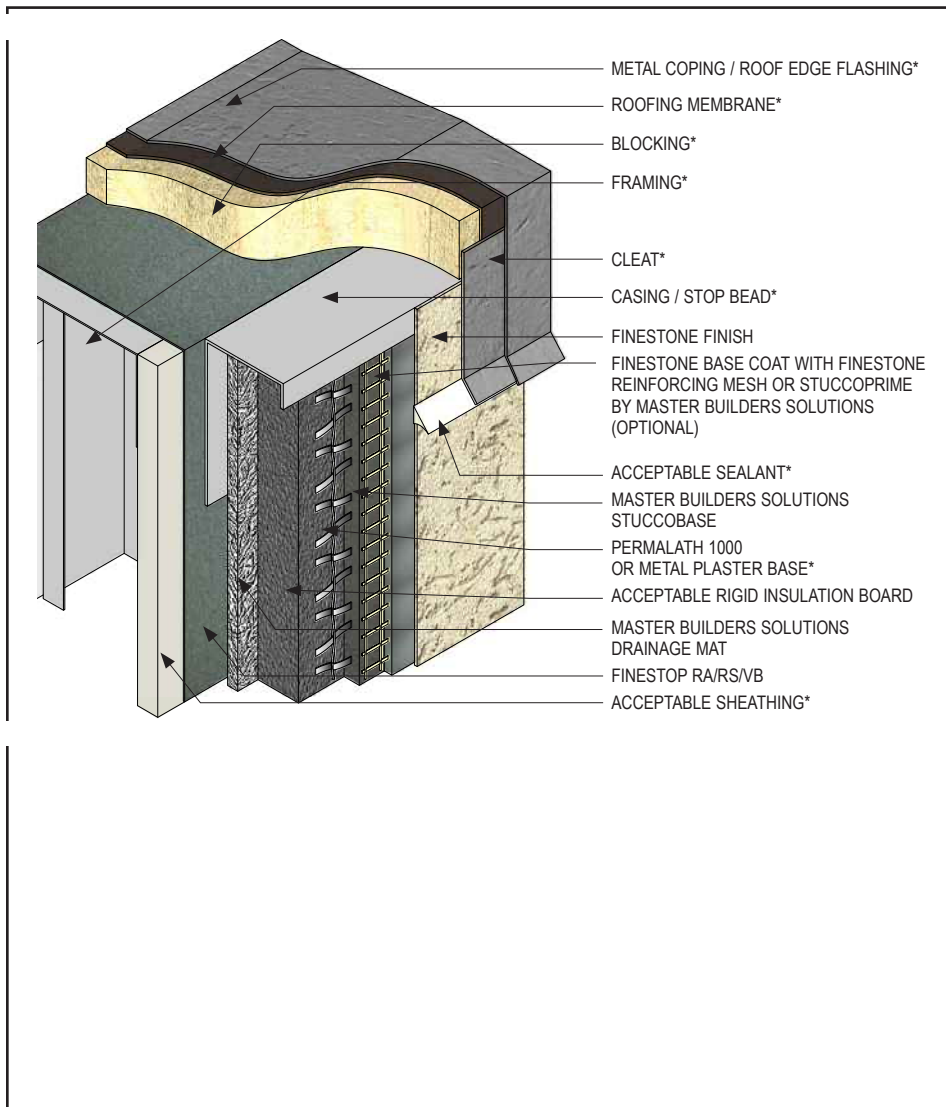 METAL COPING / ROOF EDGE FLASHING*
ROOFING MEMBRANE*
BLOCKING*
FRAMING*
CLEAT*
CASING / STOP BEAD*
FINESTONE FINISH
FINESTONE BASE COAT WITH FINESTONE
REINFORCING MESH OR STUCCOPRIME
BY MASTER BUILDERS SOLUTIONS
(OPTIONAL)
ACCEPTABLE SEALANT*
MASTER BUILDERS SOLUTIONS
STUCCOBASE
PERMALATH 1000
OR METAL PLASTER BASE*
ACCEPTABLE RIGID INSULATION BOARD
MASTER BUILDERS SOLUTIONS
DRAINAGE MAT
FINESTOP RA/RS/VB
ACCEPTABLE SHEATHING*